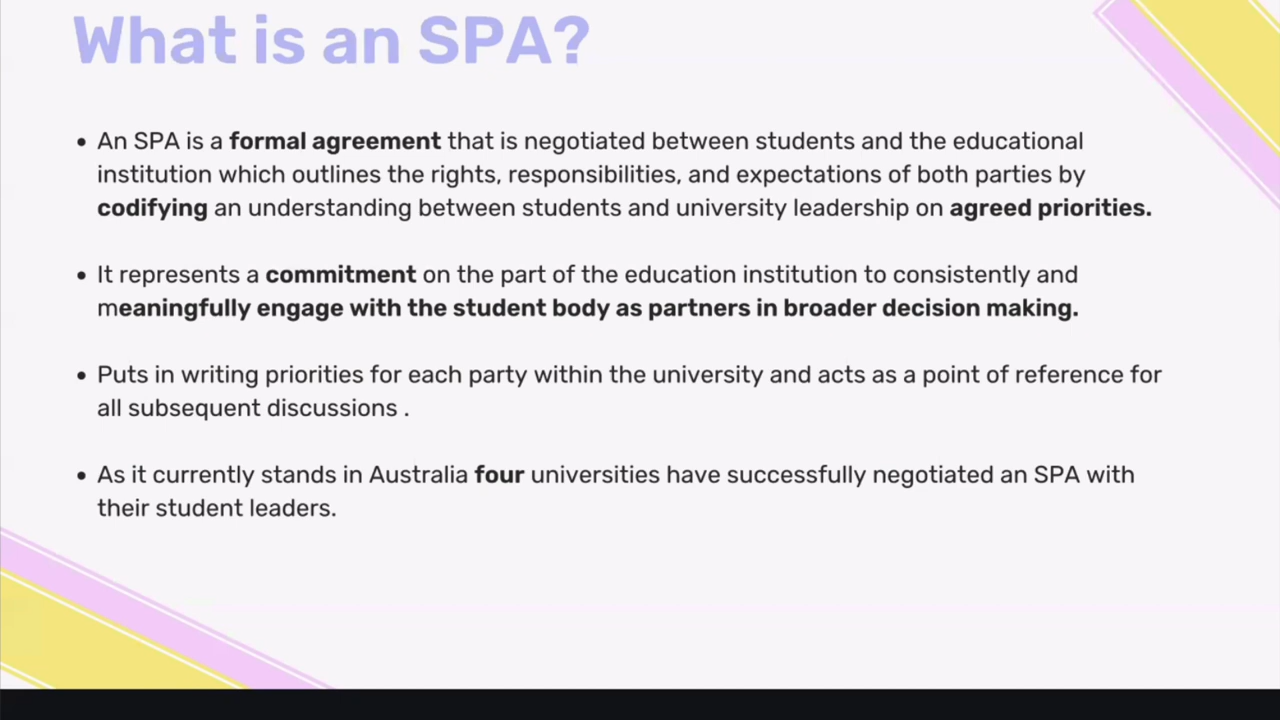 What is an SPA?
• An SPA is a formal agreement that is negotiated between students and the educational
institution which outlines the rights, responsibilities, and expectations of both parties by
codifying an understanding between students and university leadership on agreed priorities.
• It represents a commitment on the part of the education institution to consistently and
meaningfully engage with the student body as partners in broader decision making.
• Puts in writing priorities for each party within the university and acts as a point of reference for
all subsequent discussions .
• As it currently stands in Australia four universities have successfully negotiated an SPA with
their student leaders.